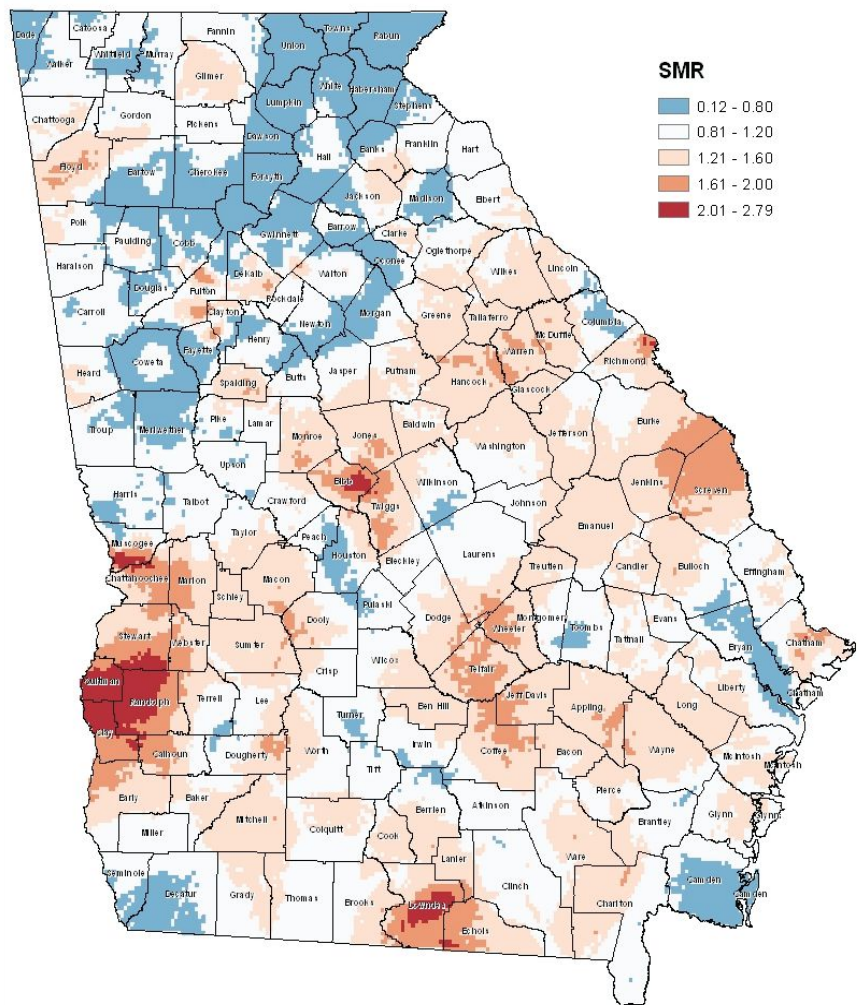 SMR
0.12 - 0.80
0.81 - 1.20
1.21 - 1.60
1.61 - 2.00
2.01 - 2.79
Dade
Catoosa
Whitfield
Murray
Fannin
Union
Towns
Rabun
Walker
Gilmer
White
Habersham
Lumpkin
Stephens
Chattooga
Gordon
Pickens
Dawson
Banks
Franklin
Hart
Hall
Floyd
Bartow
Cherokee
Forsyth
Jackson
Madison
Elbert
Polk
Paulding
Cobb
Gwinnett
Barrow
Clarke
Oglethorpe
Haralson
Douglas
Fulton
DeKalb
Walton
Oconee
Wilkes
Lincoln
Carroll
Clayton
Rockdale
Newton
Morgan
Greene
Taliaferro
McDuffie
Columbia
Coweta
Fayette
Henry
Warren
Richmond
Heard
Spalding
Butts
Jasper
Putnam
Hancock
Glascock
Troup
Meriwether
Pike
Lamar
Monroe
Jones
Baldwin
Washington
Jefferson
Burke
Upson
Bibb
Wilkinson
Jenkins
Screven
Harris
Talbot
Crawford
Twiggs
Johnson
Emanuel
Muscogee
Taylor
Peach
Houston
Bleckley
Laurens
Treutlen
Candler
Bulloch
Effingham
Chattahoochee
Marion
Macon
Schley
Pulaski
Dooly
Dodge
Wheeler
Montgomery
Toombs
Tattnall
Evans
Bryan
Chatham
Chatham
Stewart
Webster
Sumter
Crisp
Wilcox
Telfair
Jeff Davis
Appling
Long
Liberty
Quitman
Randolph
Terrell
Lee
Turner
Ben Hill
Irwin
Coffee
Bacon
Wayne
McIntosh
McIntosh
Clay
Calhoun
Dougherty
Worth
Tift
Early
Baker
Mitchell
Colquitt
Cook
Berrien
Atkinson
Pierce
Brantley
Glynn
Glynn
Miller
Seminole
Decatur
Grady
Thomas
Brooks
Lowndes
Lanier
Clinch
Ware
Echols
Charlton
Camden
Camden